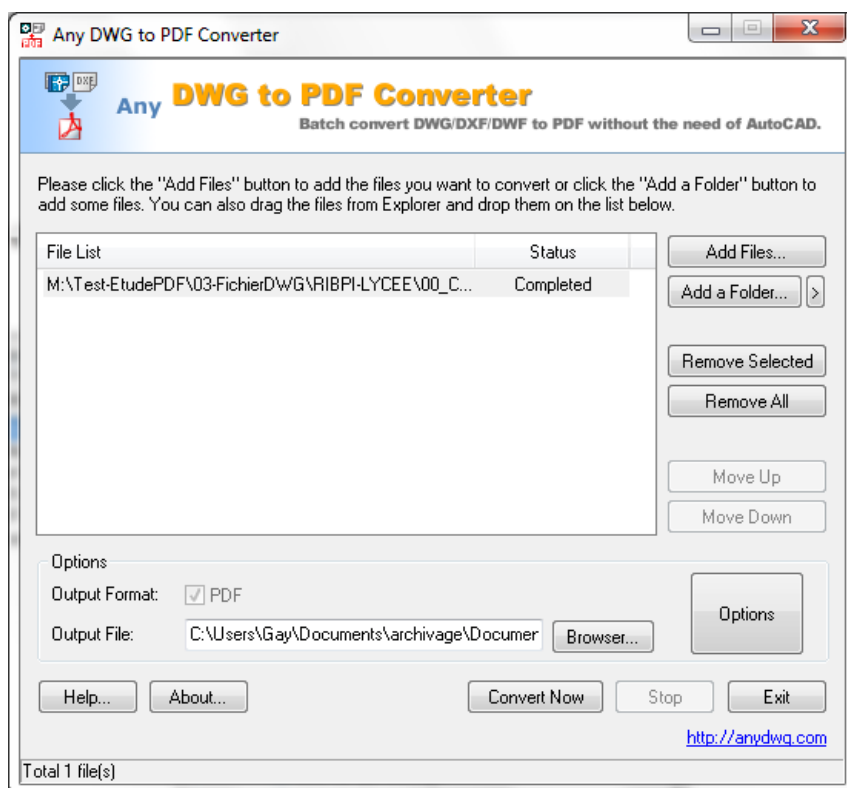 Any DWG to PDF Converter
DXF
Any DWG to PDF Converter
Batch convert DWG/DXF/DWF to PDF without the need of AutoCAD.
Please click the "Add Files" button to add the files you want to convert or click the "Add a Folder" button to
add some files. You can also drag the files from Explorer and drop them on the list below.
File List Status
M:\Test-EtudePDF\03-FichierDWG\RIBPI-LYCEE\00_C... Completed
Add Files...
Add a Folder... >
Remove Selected
Remove All
Move Up
Move Down
Options
Output Format: PDF
Output File: C:\Users\Gay\Documents\archivage\Documer Browser...
Options
Help... About... Convert Now Stop Exit
http://anydwg.com
Total 1 file(s)